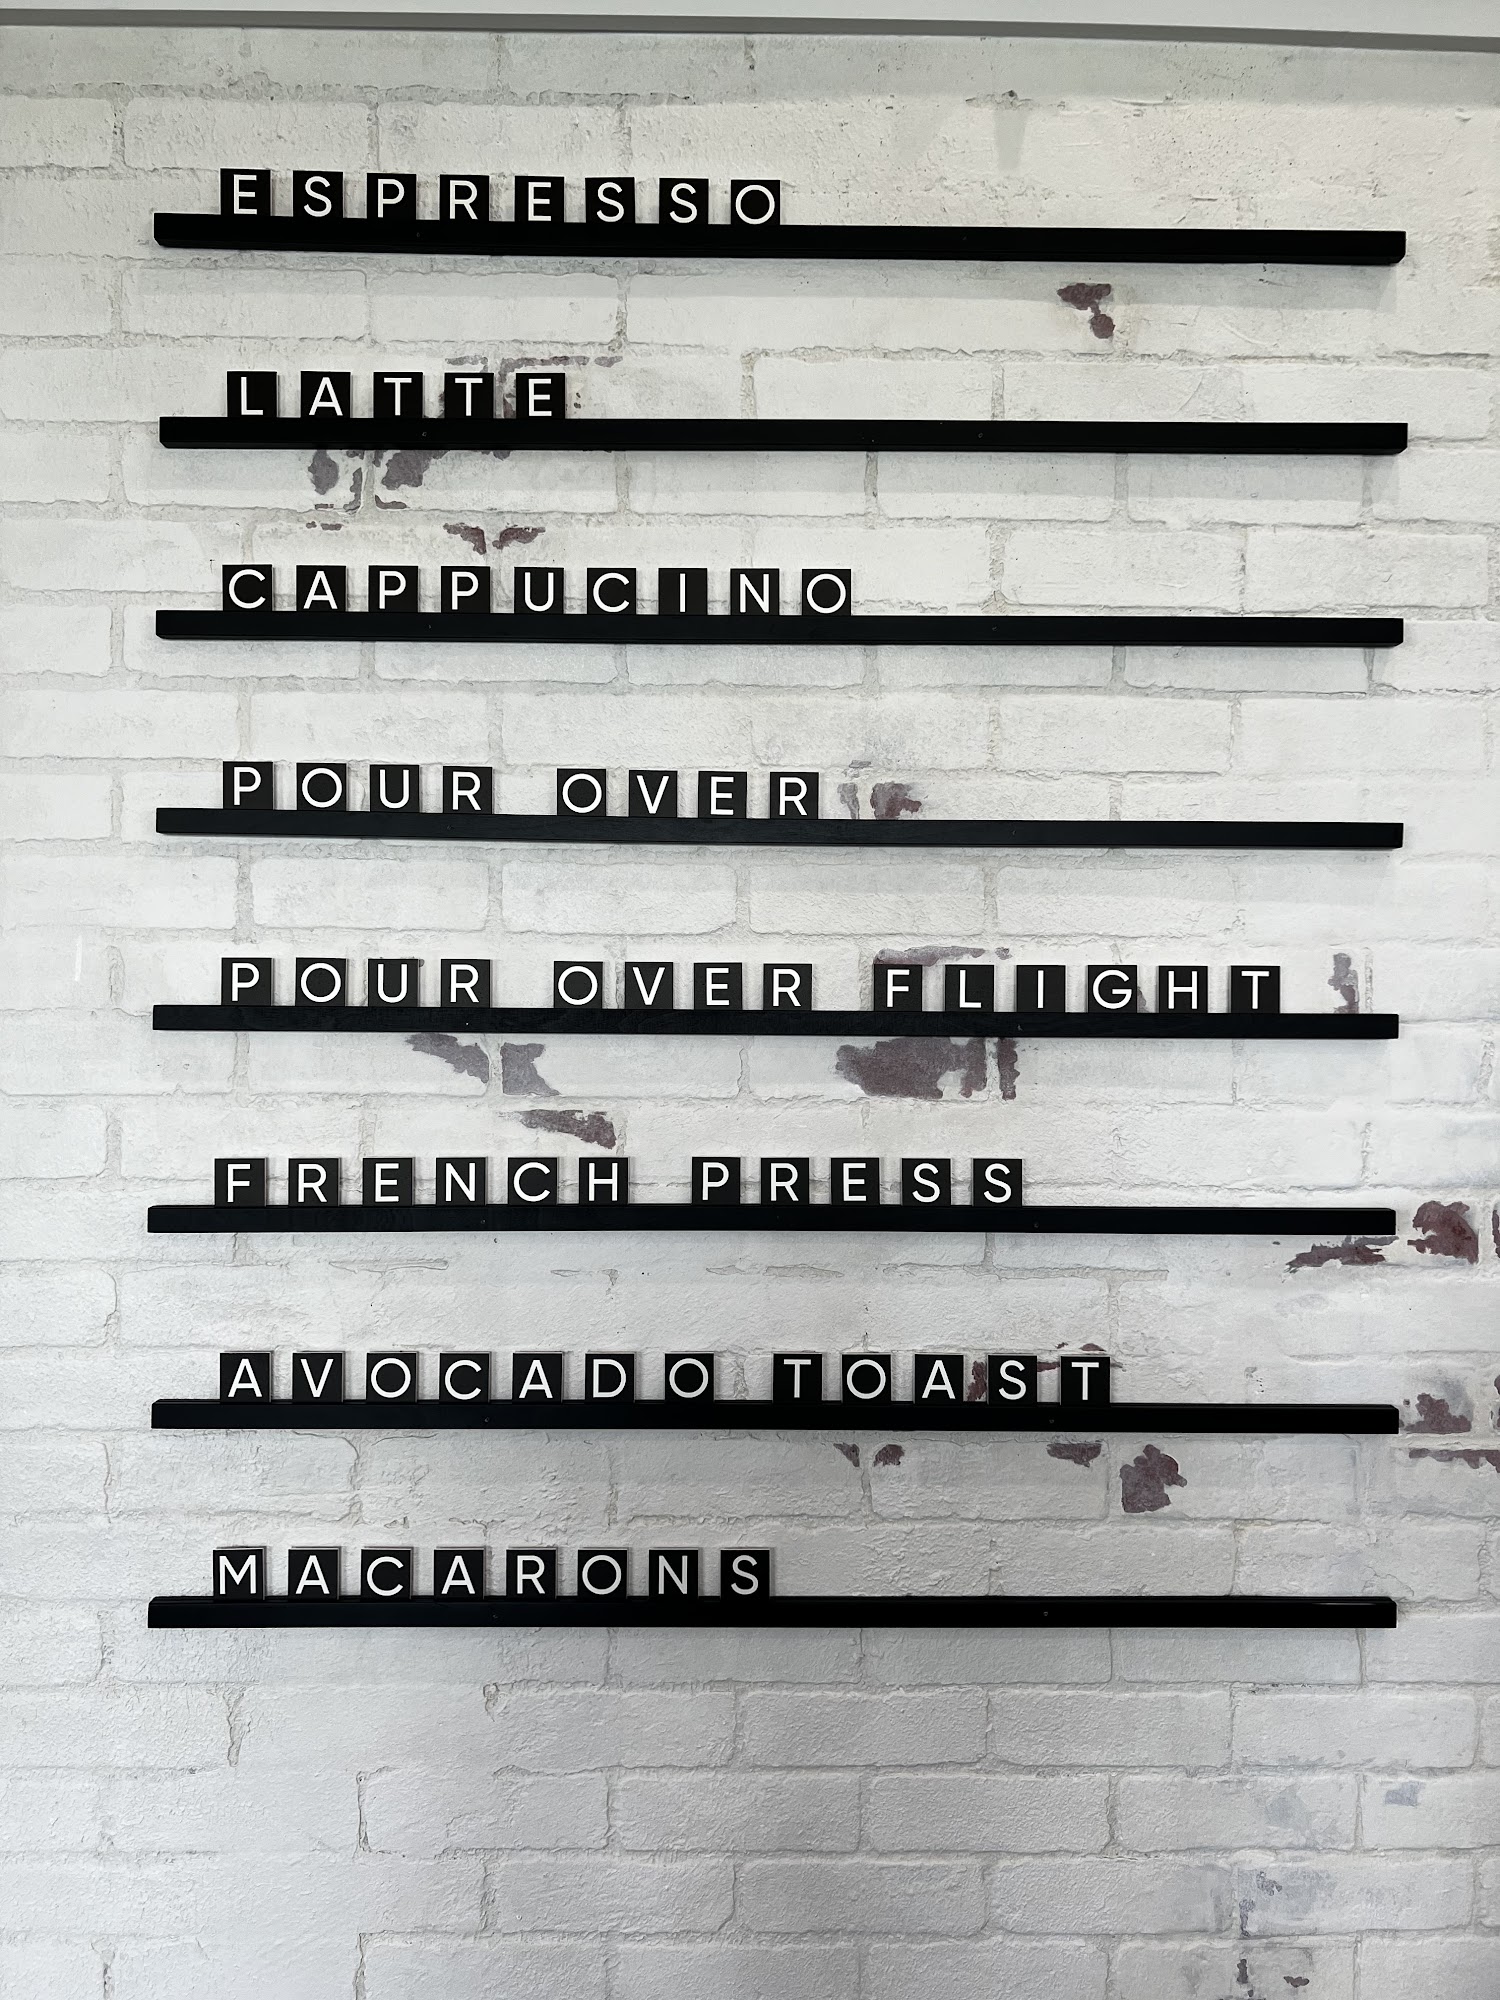 ESPRESSO
LATTE
CAPPUCINO
POUR OVER
POUR OVER FLIGHT
FRENCH PRESS
AVOCADO TOAST
MACARONS